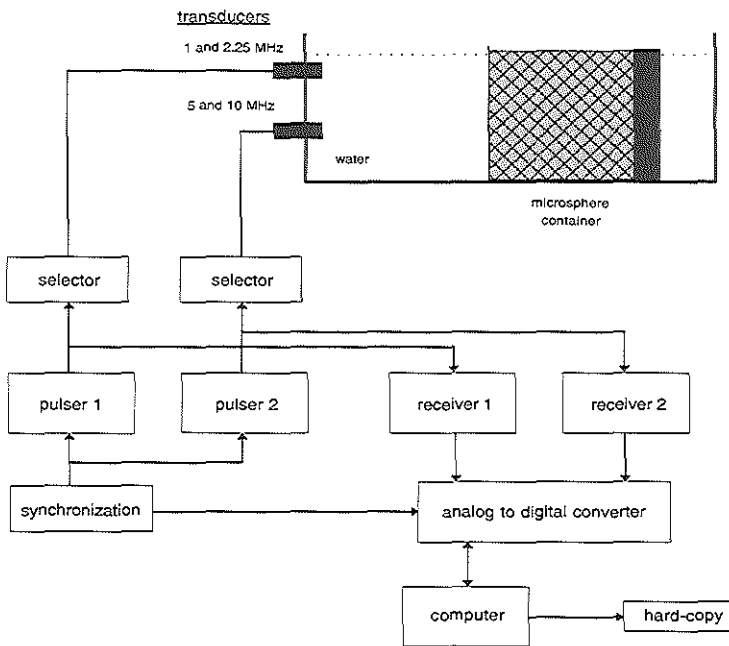 transducers
1 and 2.25 MHz
5 and 10 MHz
water
microsphere
container
selector
selector
pulser 1
pulser 2
receiver 1
receiver 2
synchronization
analog to digital converter
computer
hard-copy